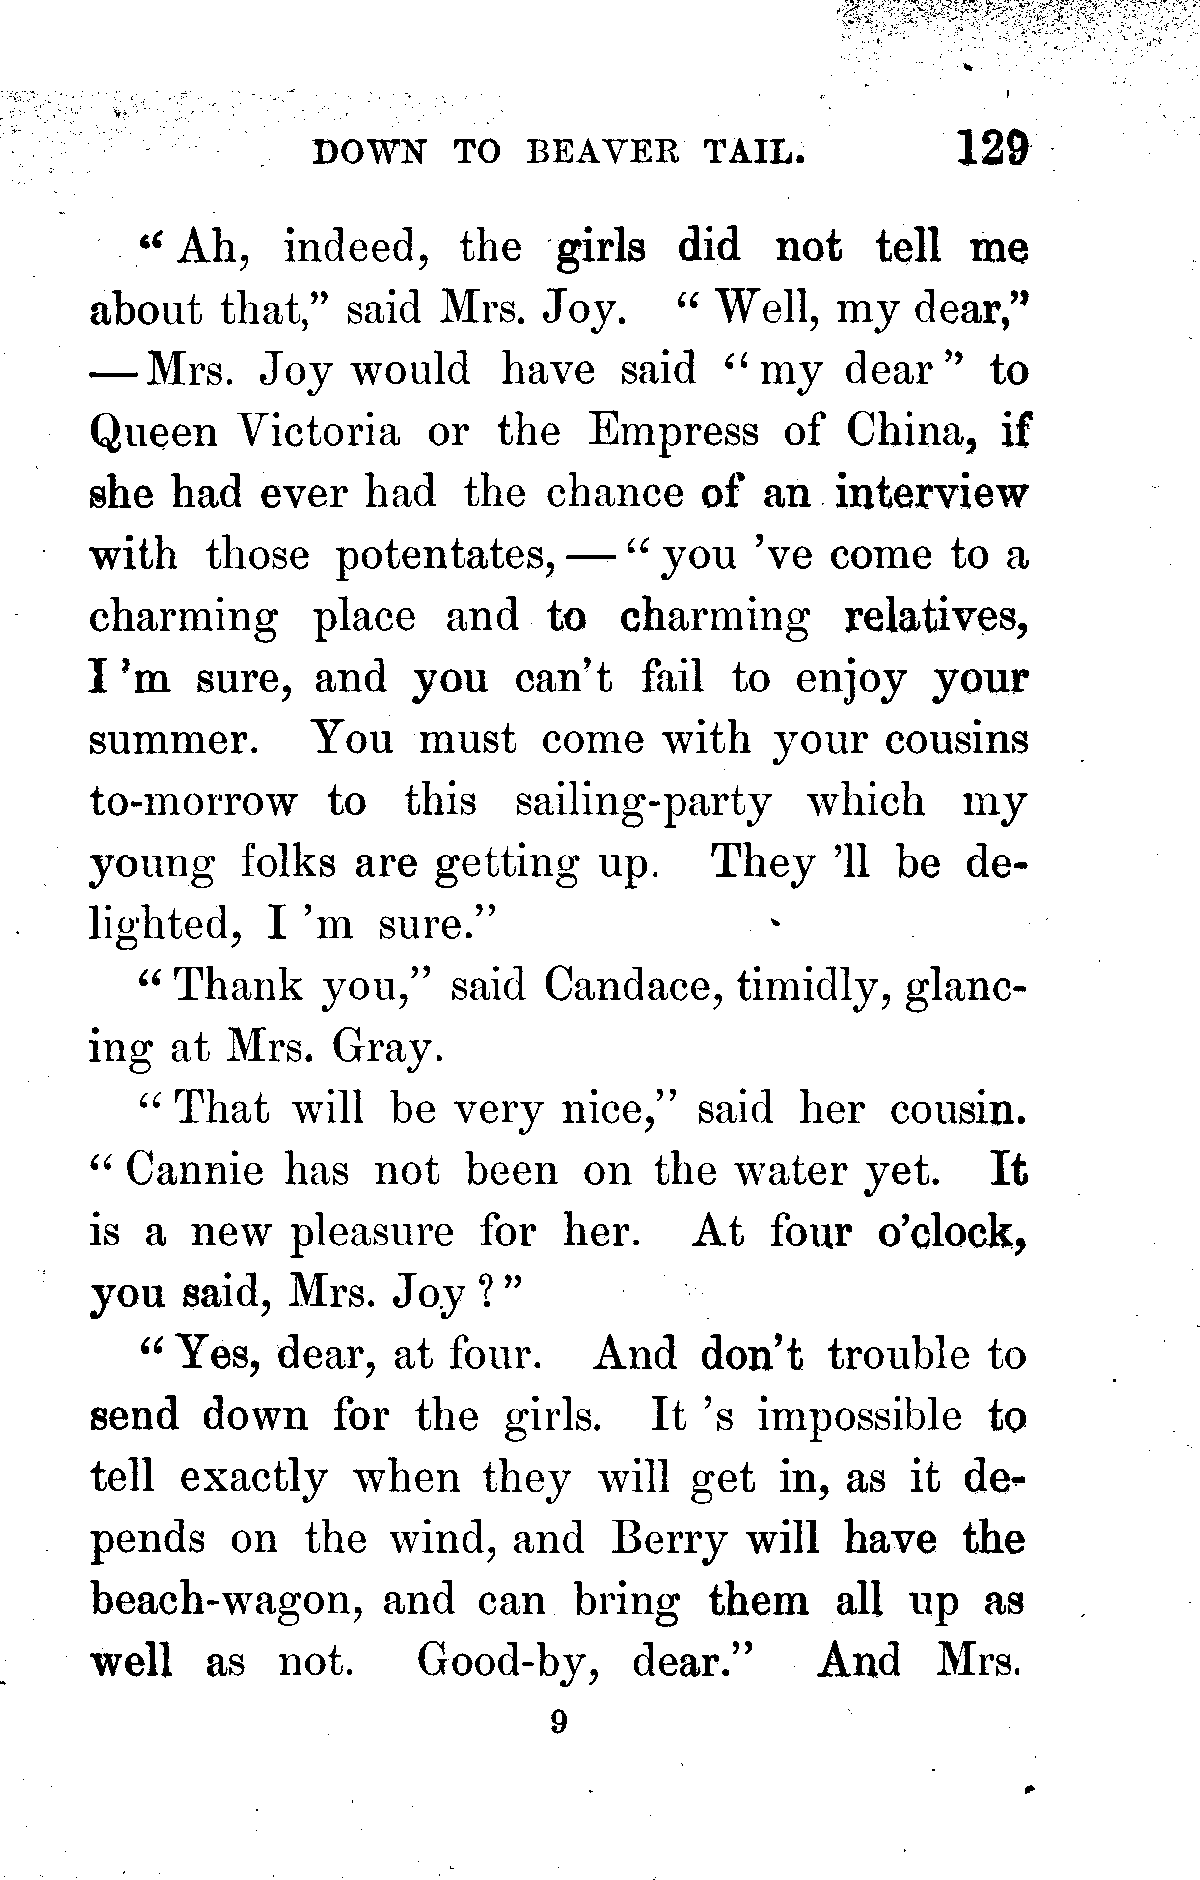 DOWN TO BEAVER TAIL. 129
“ Ah, indeed, the girls did not tell me
about that,” said Mrs. Joy. “ Well, my dear,”
— Mrs. Joy would have said “ my dear ” to
Queen Victoria or the Empress of China, if
she had ever had the chance of an interview
with those potentates, — “ you ’ve come to a
charming place and to charming relatives,
I ’m sure, and you can’t fail to enjoy your
summer. You must come with your cousins
to-morrow to this sailing-party which my
young folks are getting up. They ’ll be de-
lighted, I ’m sure.”
“ Thank you,” said Candace, timidly, glanc-
ing at Mrs. Gray.
“ That will be very nice,” said her cousin.
“ Cannie has not been on the water yet. It
is a new pleasure for her. At four o’clock,
you said, Mrs. Joy ? ”
“ Yes, dear, at four. And don’t trouble to
send down for the girls. It ’s impossible to
tell exactly when they will get in, as it de-
pends on the wind, and Berry will have the
beach-wagon, and can bring them all up as
well as not. Good-by, dear.” And Mrs.
9